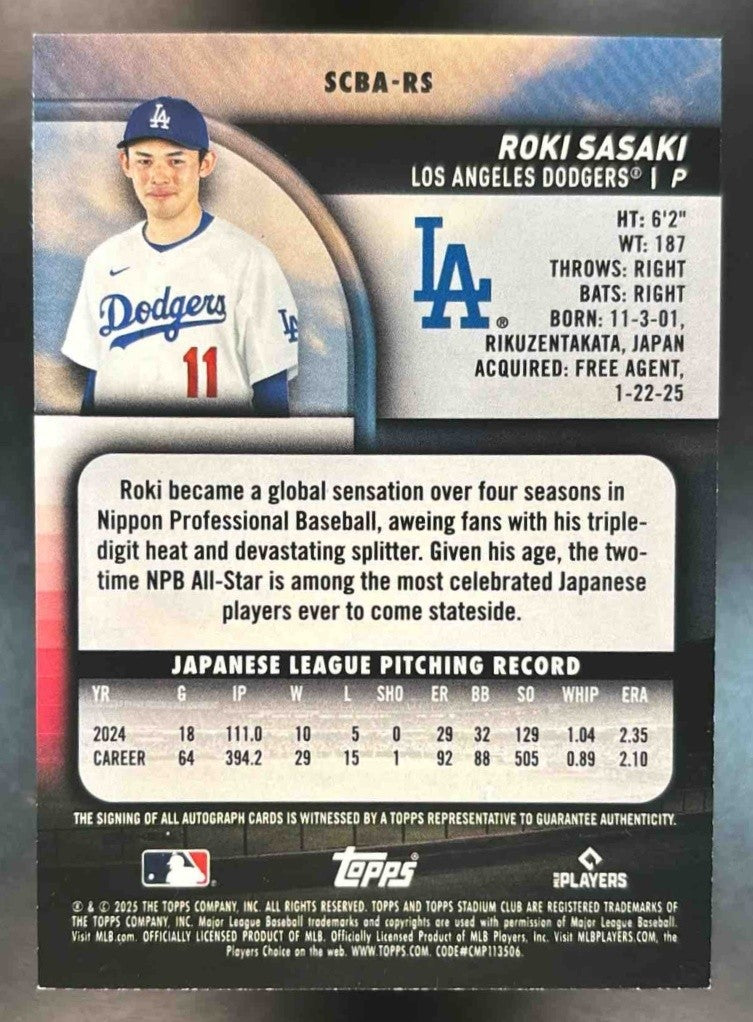 SCBA-RS
ROKI SASAKI
LOS ANGELES DODGERS® | P
LA
Dodgers
11
LA
LA ®
HT: 6'2"
WT: 187
THROWS: RIGHT
BATS: RIGHT
BORN: 11-3-01,
RIKUZENTAKATA, JAPAN
ACQUIRED: FREE AGENT,
1-22-25
Roki became a global sensation over four seasons in
Nippon Professional Baseball, aweing fans with his triple-
digit heat and devastating splitter. Given his age, the two-
time NPB All-Star is among the most celebrated Japanese
players ever to come stateside.
JAPANESE LEAGUE PITCHING RECORD
YR G IP W L SHO ER BB SO WHIP ERA
2024 18 111.0 10 5 0 29 32 129 1.04 2.35
CAREER 64 394.2 29 15 1 92 88 505 0.89 2.10
THE SIGNING OF ALL AUTOGRAPH CARDS IS WITNESSED BY A TOPPS REPRESENTATIVE TO GUARANTEE AUTHENTICITY.
TOPPS®
PLAYERS
® & © 2025 THE TOPPS COMPANY, INC. ALL RIGHTS RESERVED. TOPPS AND TOPPS STADIUM CLUB ARE REGISTERED TRADEMARKS OF
THE TOPPS COMPANY, INC. Major League Baseball trademarks and copyrights are used with permission of Major League Baseball.
Visit MLB.com. OFFICIALLY LICENSED PRODUCT OF MLB. Officially Licensed Product of MLB Players, Inc. Visit MLBPLAYERS.COM, the
Players Choice on the web. WWW.TOPPS.COM. CODE#CMP113506.